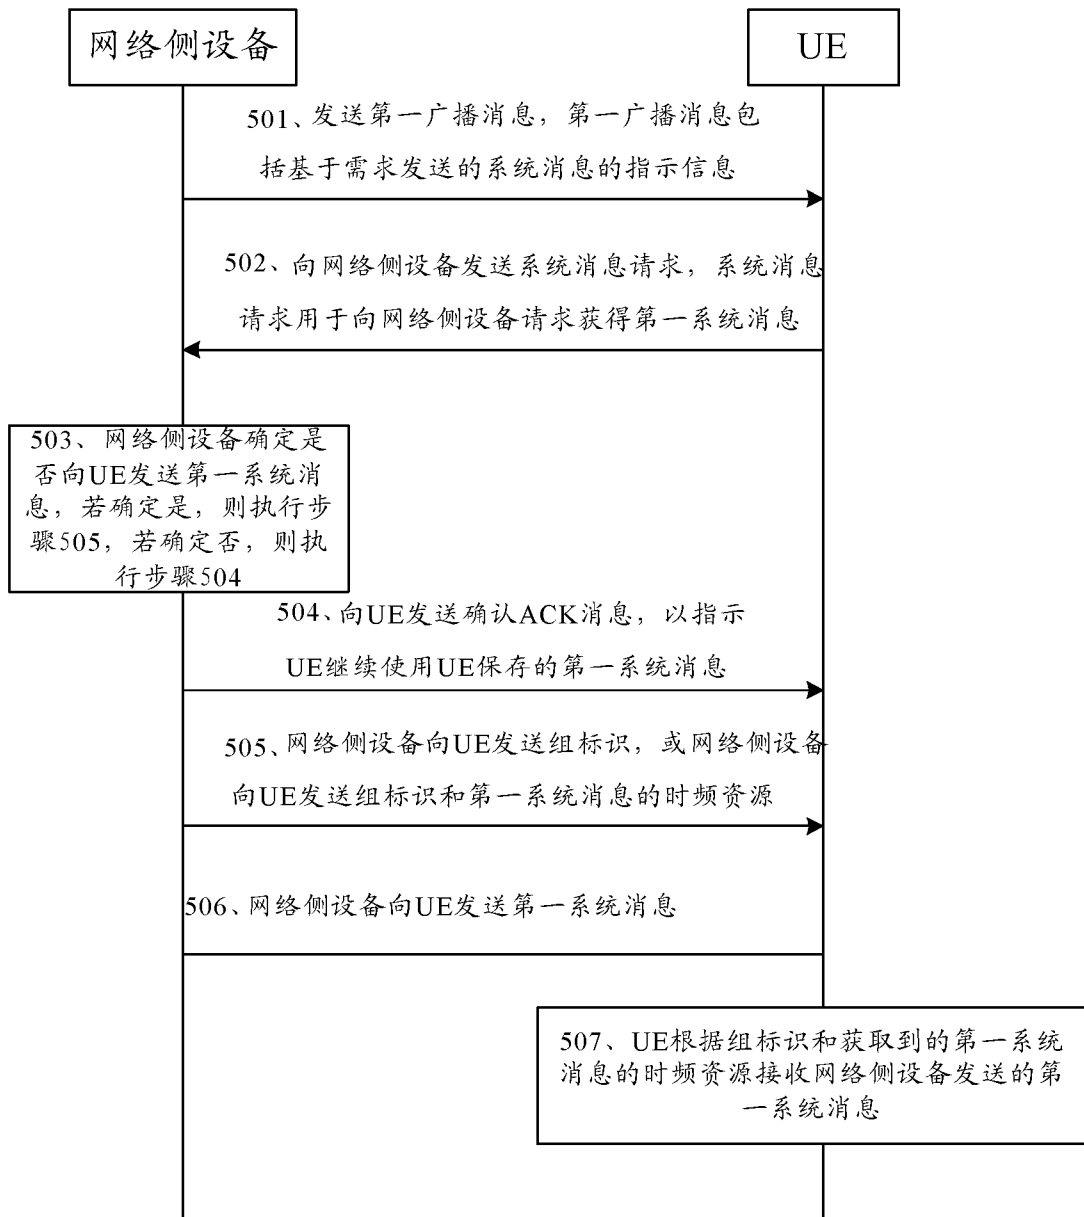 网络侧设备
UE
501、发送第一广播消息，第一广播消息包
括基于需求发送的系统消息的指示信息
502、向网络侧设备发送系统消息请求，系统消息
请求用于向网络侧设备请求获得第一系统消息
503、网络侧设备确定是
否向UE发送第一系统消
息，若确定是，则执行步
骤505，若确定否，则执
行步骤504
504、向UE发送确认ACK消息，以指示
UE继续使用UE保存的第一系统消息
505、网络侧设备向UE发送组标识，或网络侧设备
向UE发送组标识和第一系统消息的时频资源
506、网络侧设备向UE发送第一系统消息
507、UE根据组标识和获取到的第一系统
消息的时频资源接收网络侧设备发送的第
一系统消息